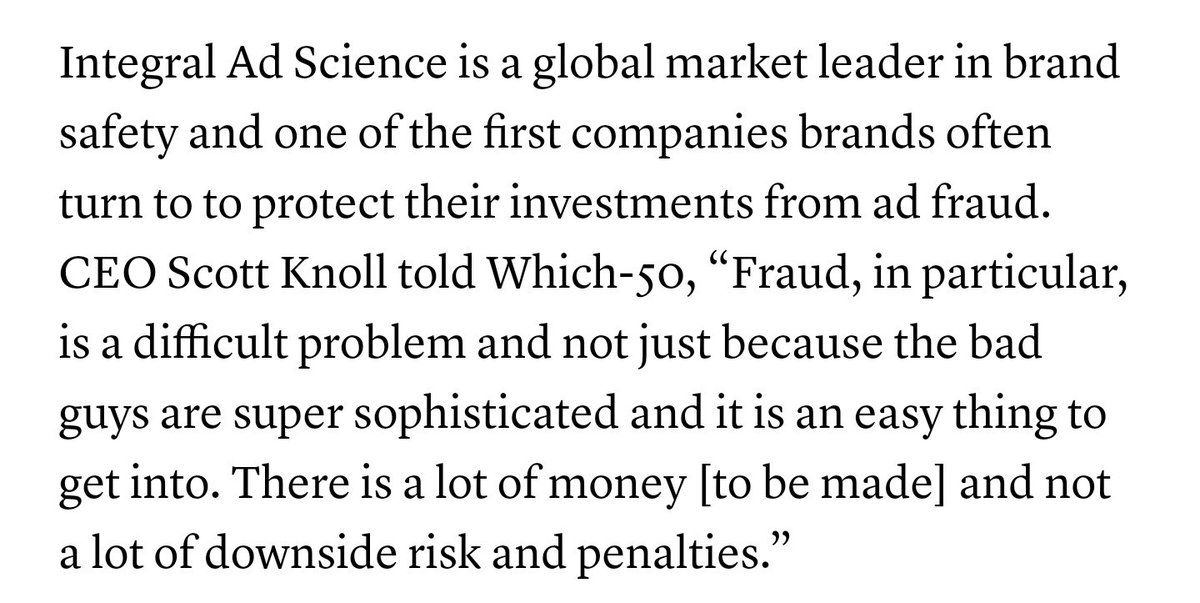 Integral Ad Science is a global market leader in brand
safety and one of the first companies brands often
turn to to protect their investments from ad fraud.
CEO Scott Knoll told Which-50, “Fraud, in particular,
is a difficult problem and not just because the bad
guys are super sophisticated and it is an easy thing to
get into. There is a lot of money [to be made] and not
a lot of downside risk and penalties.”